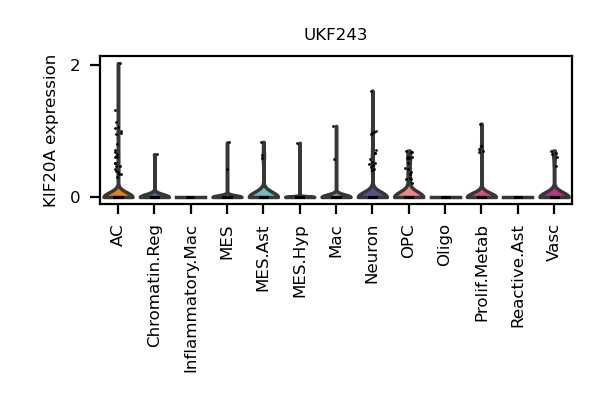 UKF243
KIF20A expression
2
0
AC
Chromatin.Reg
Inflammatory.Mac
MES
MES.Ast
MES.Hyp
Mac
Neuron
OPC
Oligo
Prolif.Metab
Reactive.Ast
Vasc